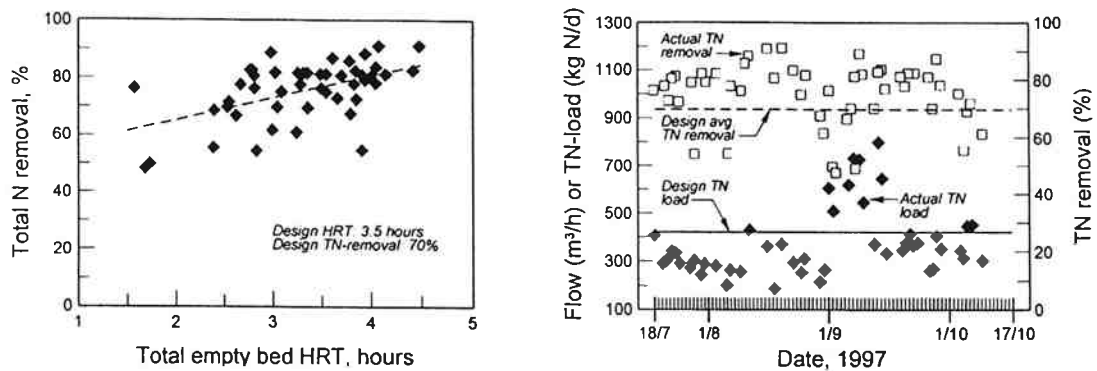 100
80
60
40
20
0
Total N removal, %
Design HRT 3.5 hours
Design TN-removal 70%
1 2 3 4 5
Total empty bed HRT, hours
1300
1100
900
700
500
300
100
Flow (m³/h) or TN-load (kg N/d)
Actual TN
removal
Design avg
TN removal
Design TN
load
Actual TN
load
100
80
60
40
20
0
TN removal (%)
18/7 1/8 1/9 1/10 17/10
Date, 1997